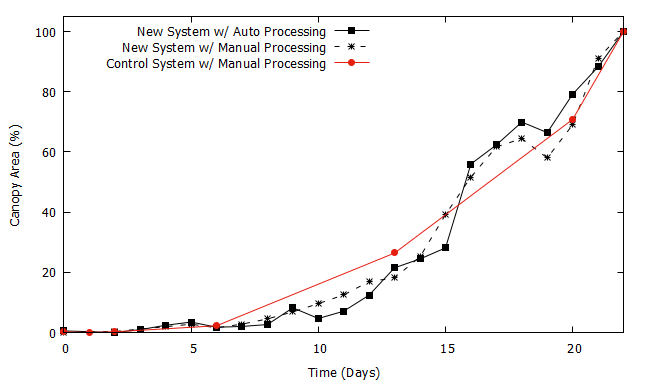 New System w/ Auto Processing
New System w/ Manual Processing
Control System w/ Manual Processing
100
80
60
40
20
0
Canopy Area (%)
0 5 10 15 20
Time (Days)